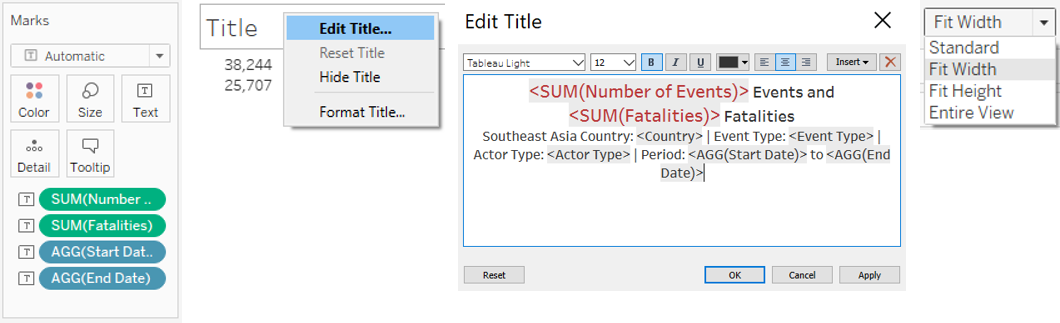 Marks
Automatic
Color
Size
Text
Detail
Tooltip
SUM(Number ..
SUM(Fatalities)
AGG(Start Dat..
AGG(End Date)
Title
38,244
25,707
Edit Title...
Reset Title
Hide Title
Format Title...
Edit Title
Tableau Light 12 B I U Insert
<SUM(Number of Events)> Events and
<SUM(Fatalities)> Fatalities
Southeast Asia Country: <Country> | Event Type: <Event Type> |
Actor Type: <Actor Type> | Period: <AGG(Start Date)> to <AGG(End
Date)>
Reset OK Cancel Apply
Fit Width
Standard
Fit Width
Fit Height
Entire View